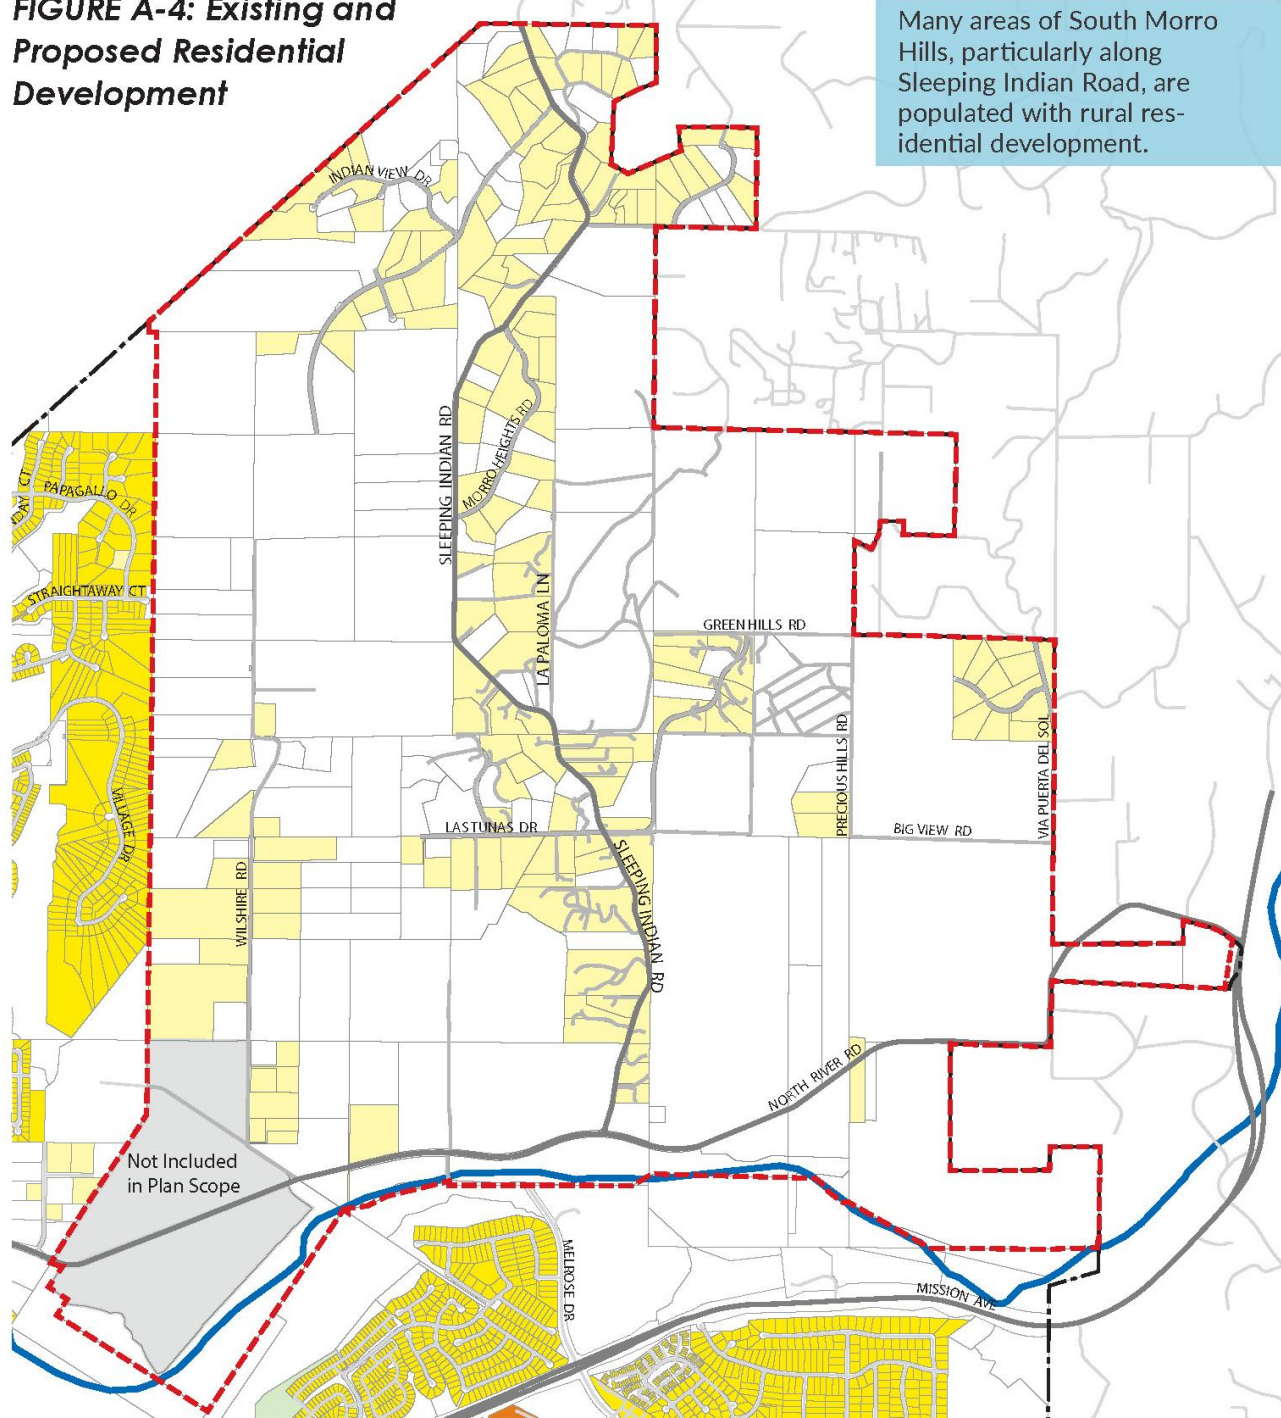 FIGURE A-4: Existing and
Proposed Residential
Development
Many areas of South Morro
Hills, particularly along
Sleeping Indian Road, are
populated with rural res-
idential development.
INDIAN VIEW DR
SLEEPING INDIAN RD
MORRO HEIGHTS RD
PAPAGALLO DR
CT
STRAIGHTAWAY CT
LA PALOMA LN
GREEN HILLS RD
PRECIOUS HILLS RD
VIA PUERTA DEL SOL
VILLAGE DR
LAS TUNAS DR
BIG VIEW RD
WILSHIRE RD
SLEEPING INDIAN RD
NORTH RIVER RD
Not Included
in Plan Scope
MELROSE DR
MISSION AVE